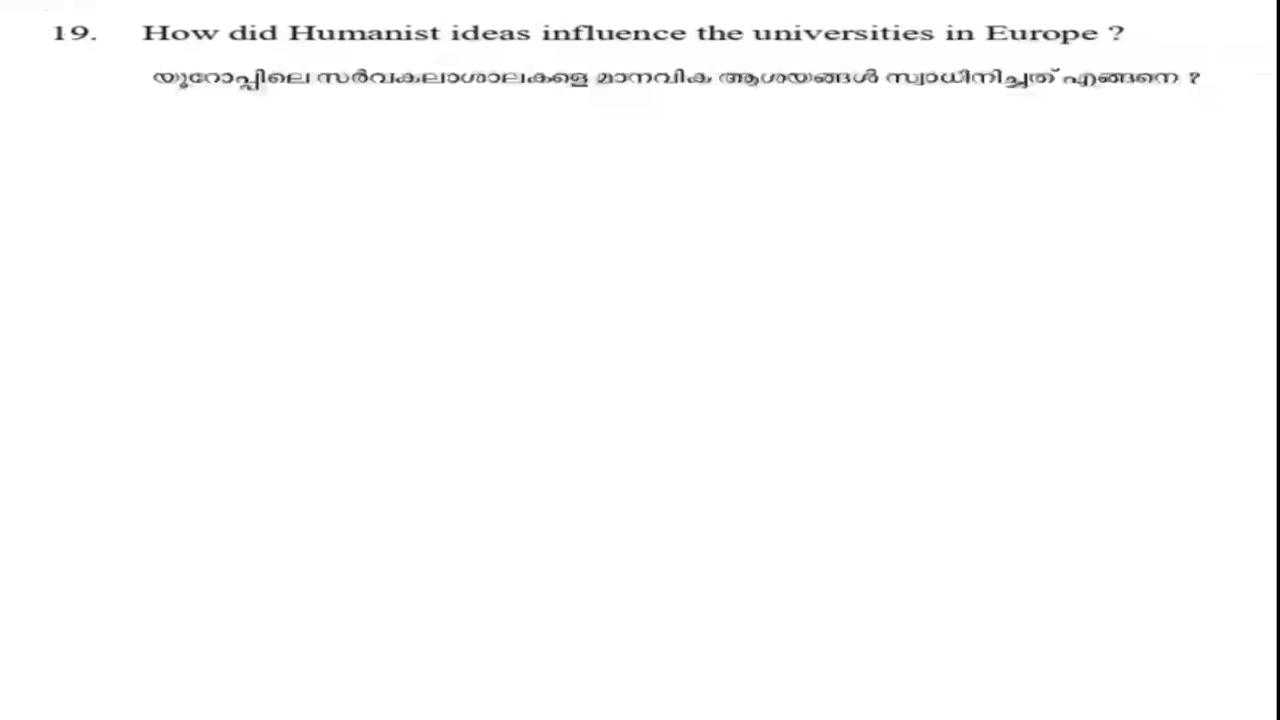 19. How did Humanist ideas influence the universities in Europe ?
യൂറോപ്പിലെ സർവകലാശാലകളെ മാനവിക ആശയങ്ങൾ സ്വാധീനിച്ചത് എങ്ങനെ ?